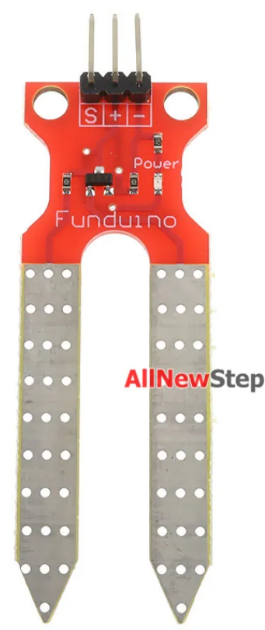 S + -
Power
Funduino
AllNewStep